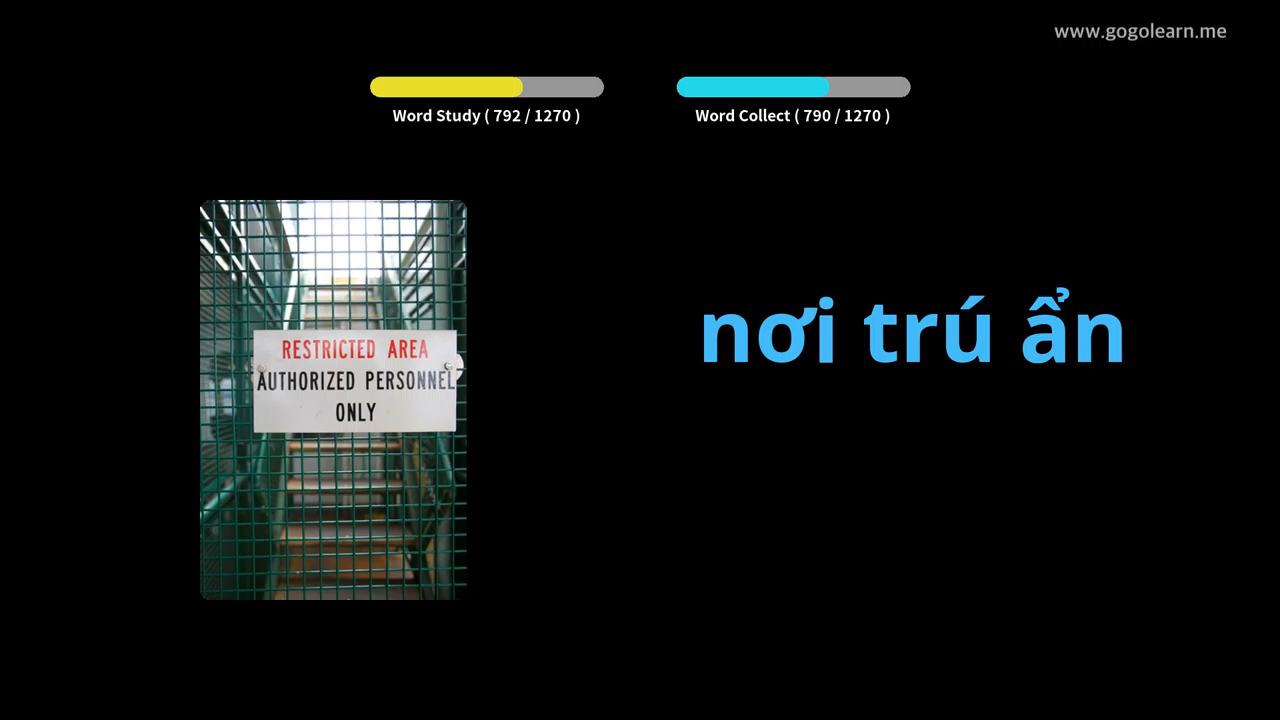 www.gogolearn.me
Word Study ( 792 / 1270 )
Word Collect ( 790 / 1270 )
RESTRICTED AREA
AUTHORIZED PERSONNEL
ONLY
nơi trú ẩn